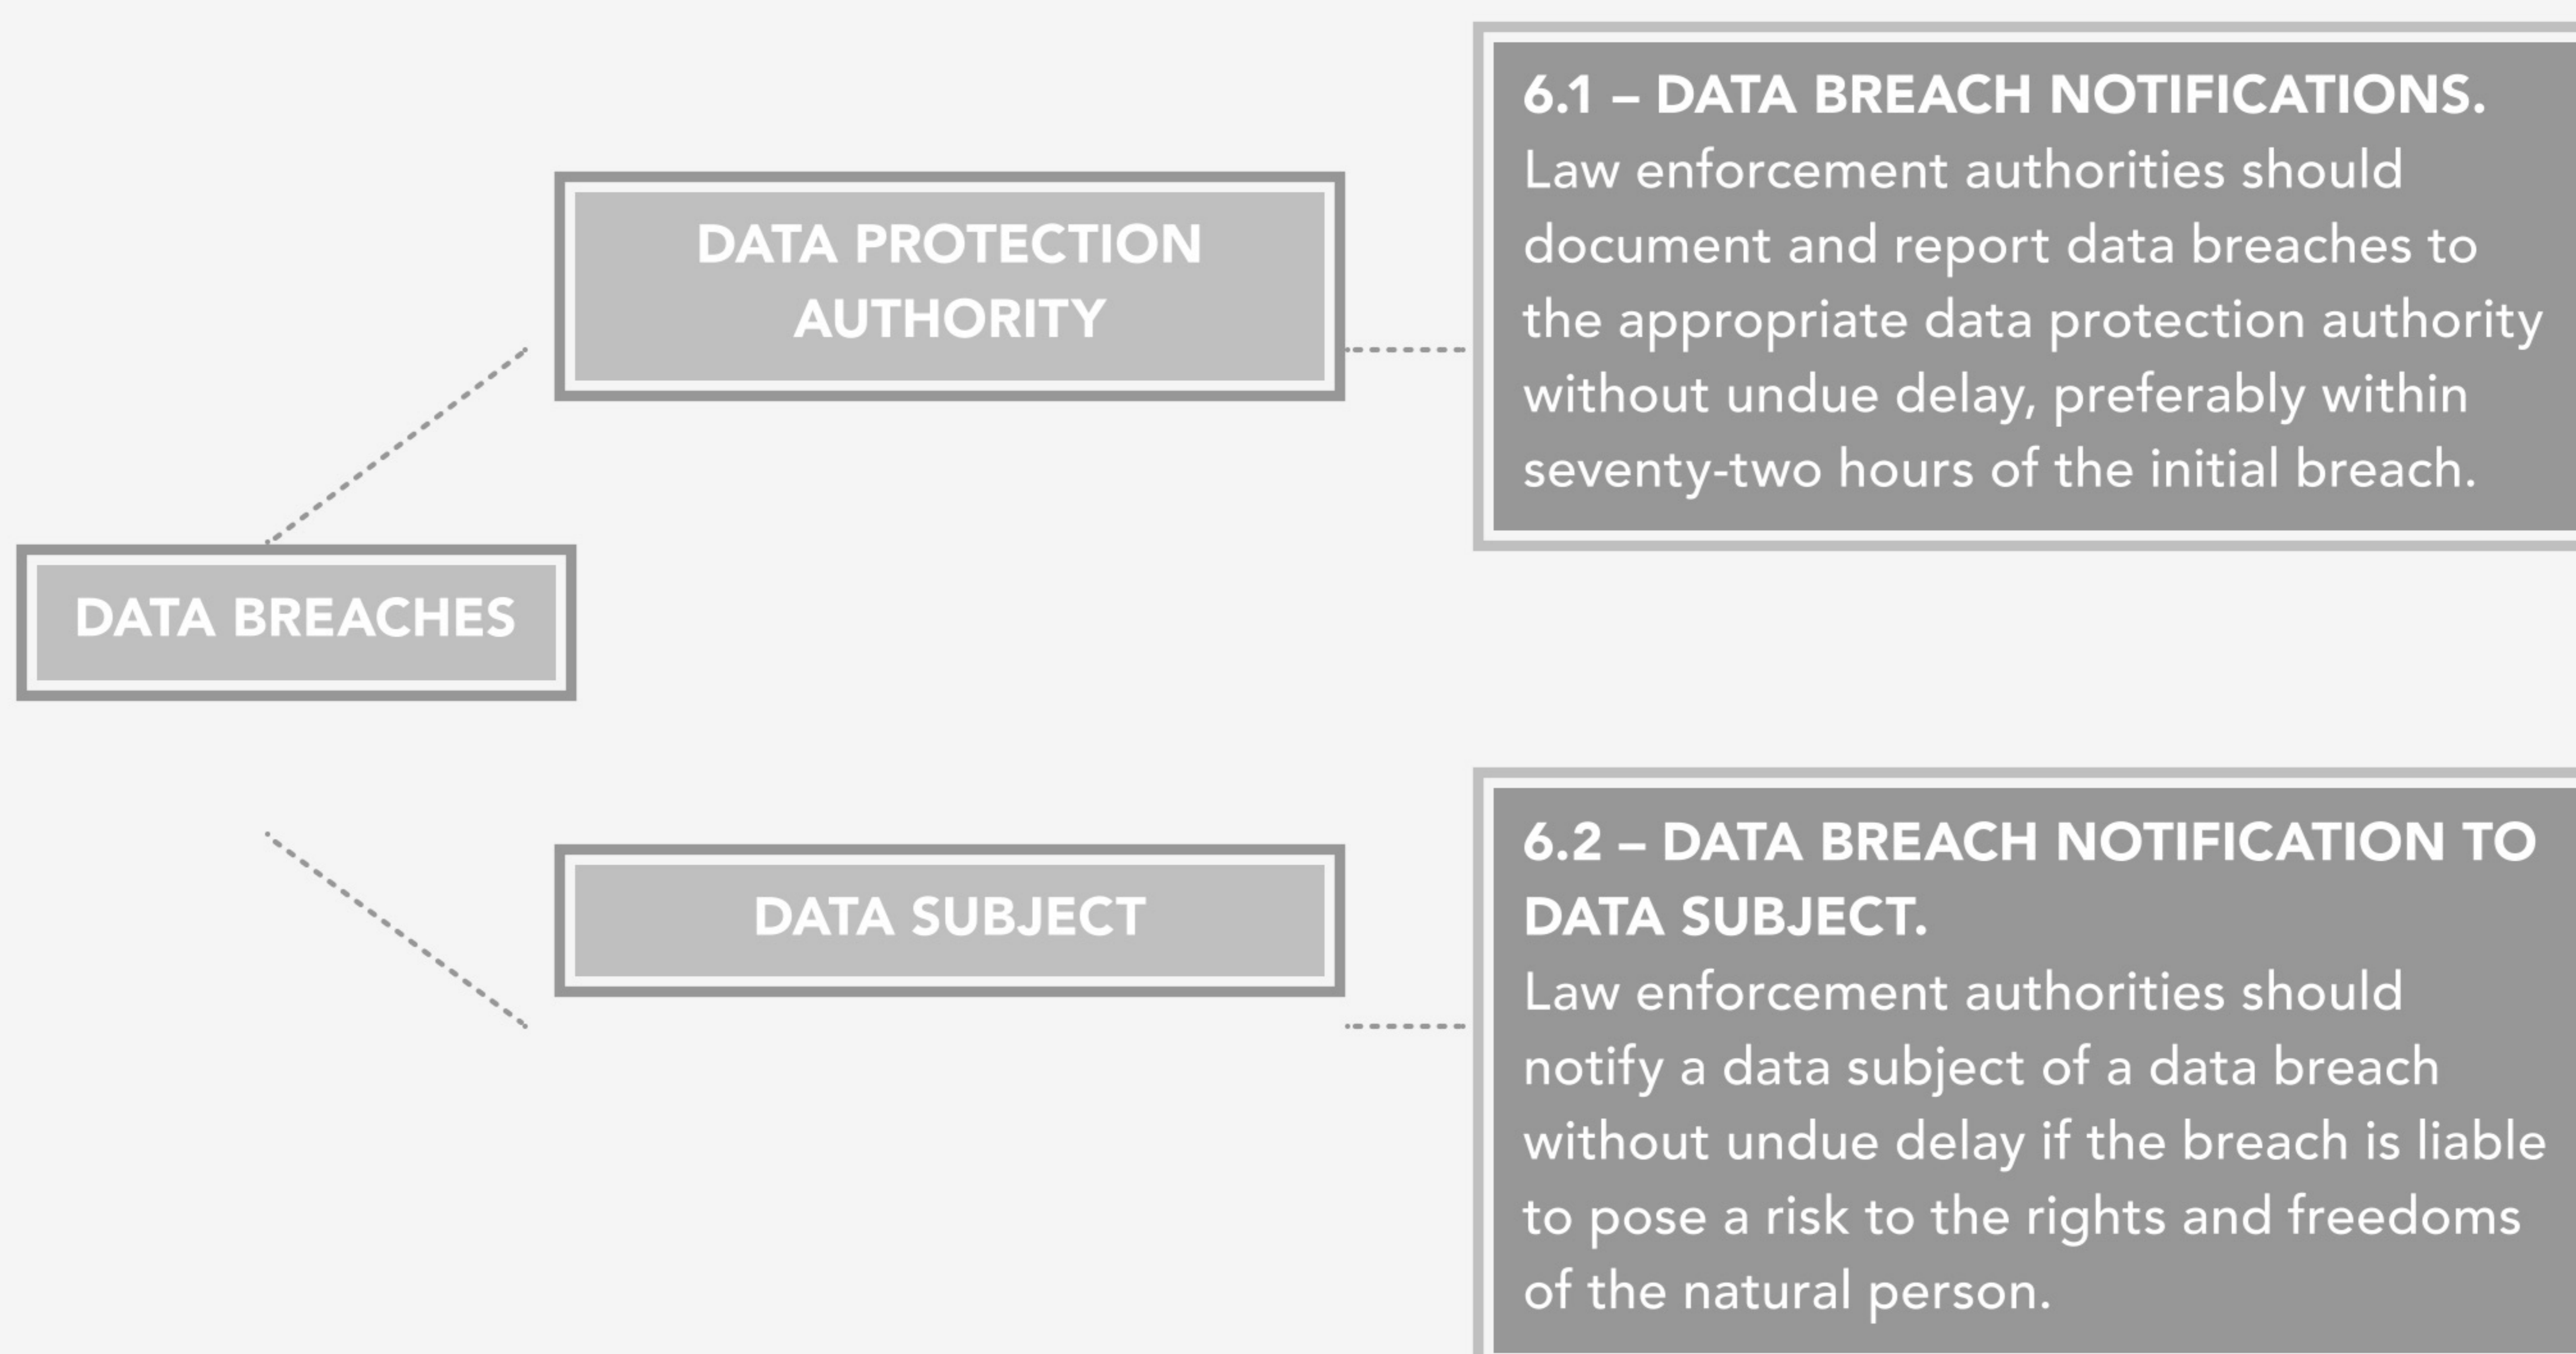 DATA BREACHES
DATA PROTECTION
AUTHORITY
6.1 – DATA BREACH NOTIFICATIONS.
Law enforcement authorities should
document and report data breaches to
the appropriate data protection authority
without undue delay, preferably within
seventy-two hours of the initial breach.
DATA SUBJECT
6.2 – DATA BREACH NOTIFICATION TO
DATA SUBJECT.
Law enforcement authorities should
notify a data subject of a data breach
without undue delay if the breach is liable
to pose a risk to the rights and freedoms
of the natural person.